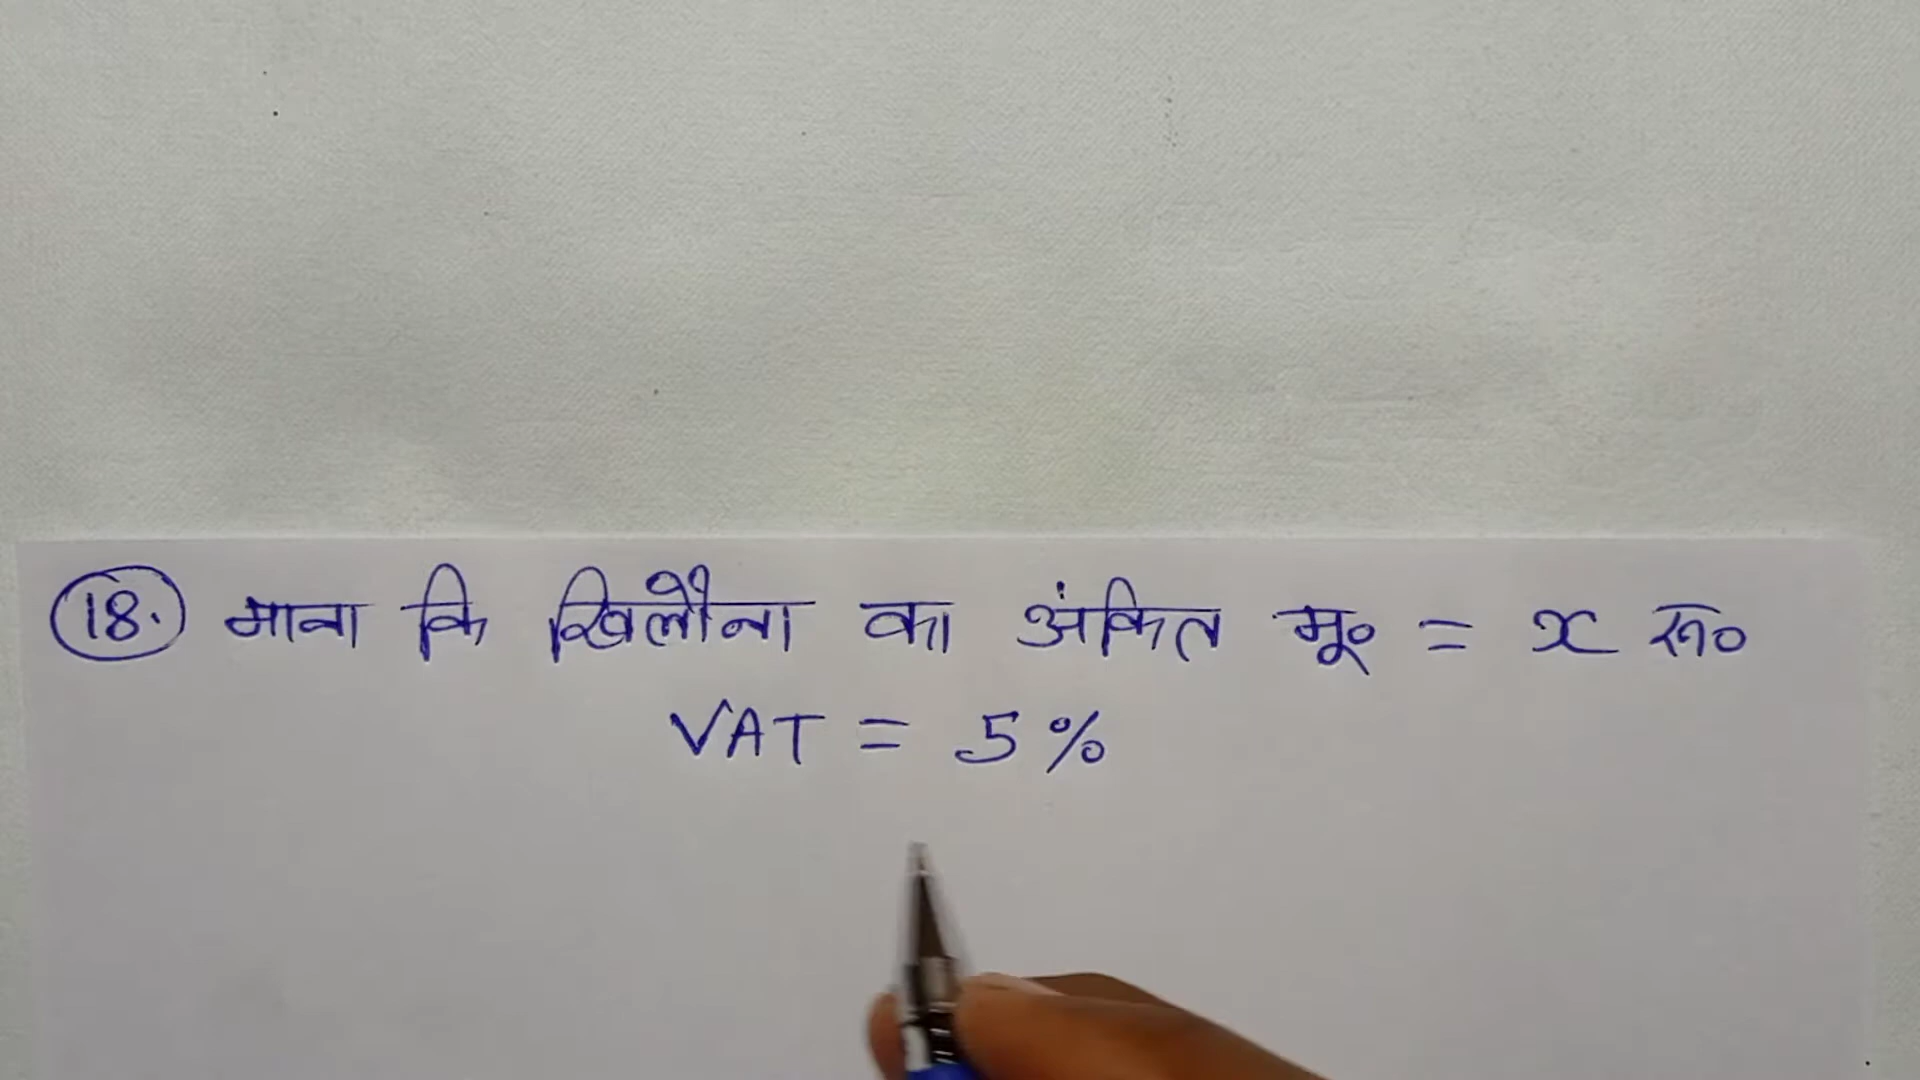 18. माना कि खिलौना का अंकित मू० = x रू०
VAT = 5%